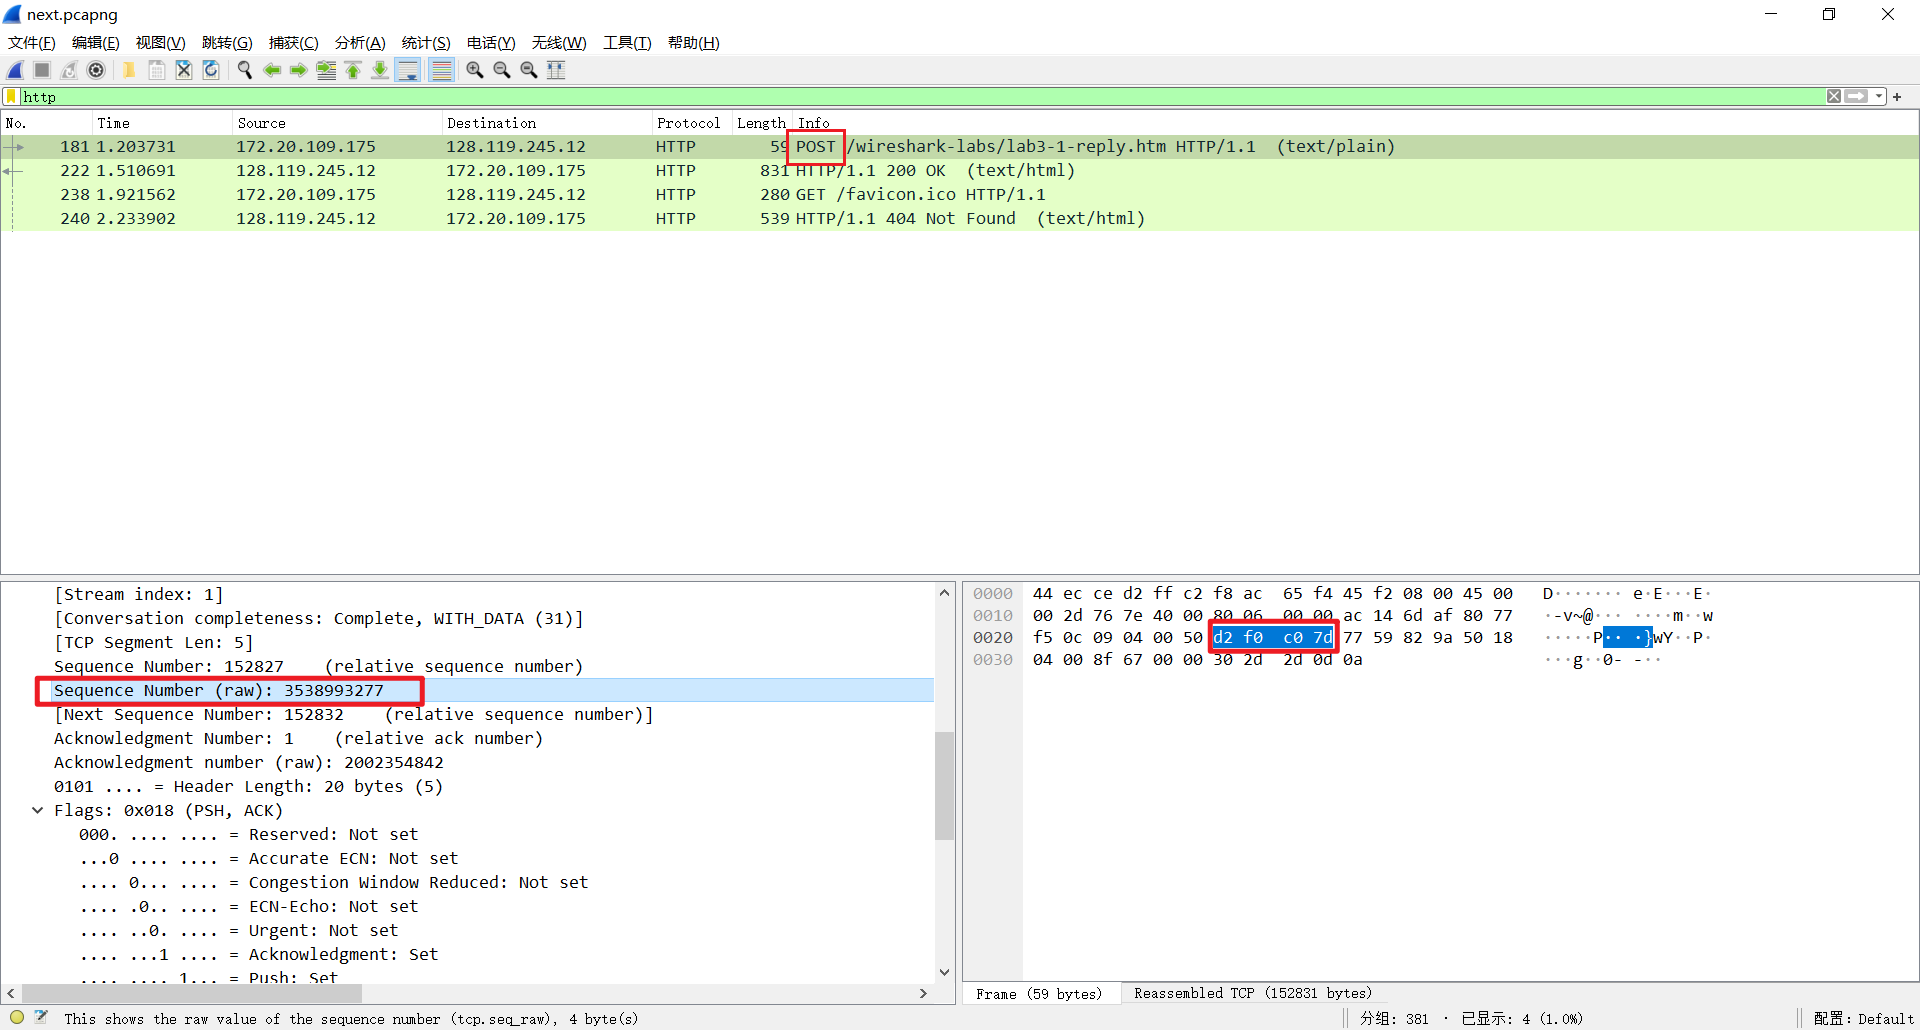 next.pcapng
文件(F) 编辑(E) 视图(V) 跳转(G) 捕获(C) 分析(A) 统计(S) 电话(Y) 无线(W) 工具(T) 帮助(H)
http
No. Time Source Destination Protocol Length Info
181 1.203731 172.20.109.175 128.119.245.12 HTTP 59 POST /wireshark-labs/lab3-1-reply.htm HTTP/1.1 (text/plain)
222 1.510691 128.119.245.12 172.20.109.175 HTTP 831 HTTP/1.1 200 OK (text/html)
238 1.921562 172.20.109.175 128.119.245.12 HTTP 280 GET /favicon.ico HTTP/1.1
240 2.233902 128.119.245.12 172.20.109.175 HTTP 539 HTTP/1.1 404 Not Found (text/html)
[Stream index: 1]
[Conversation completeness: Complete, WITH_DATA (31)]
[TCP Segment Len: 5]
Sequence Number: 152827 (relative sequence number)
Sequence Number (raw): 3538993277
[Next Sequence Number: 152832 (relative sequence number)]
Acknowledgment Number: 1 (relative ack number)
Acknowledgment number (raw): 2002354842
0101 .... = Header Length: 20 bytes (5)
Flags: 0x018 (PSH, ACK)
000. .... .... = Reserved: Not set
...0 .... .... = Accurate ECN: Not set
.... 0... .... = Congestion Window Reduced: Not set
.... .0.. .... = ECN-Echo: Not set
.... ..0. .... = Urgent: Not set
.... ...1 .... = Acknowledgment: Set
.... .... 1... = Push: Set
0000 44 ec ce d2 ff c2 f8 ac 65 f4 45 f2 08 00 45 00 D······· e·E···E·
0010 00 2d 76 7e 40 00 80 06 00 00 ac 14 6d af 80 77 ·-v~@··· ····m··w
0020 f5 0c 09 04 00 50 d2 f0 c0 7d 77 59 82 9a 50 18 ·····P·· ·}wY··P·
0030 04 00 8f 67 00 00 30 2d 2d 0d 0a ···g··0- -··
Frame (59 bytes) Reassembled TCP (152831 bytes)
This shows the raw value of the sequence number (tcp.seq_raw), 4 byte(s) 分组: 381 · 已显示: 4 (1.0%) 配置: Default